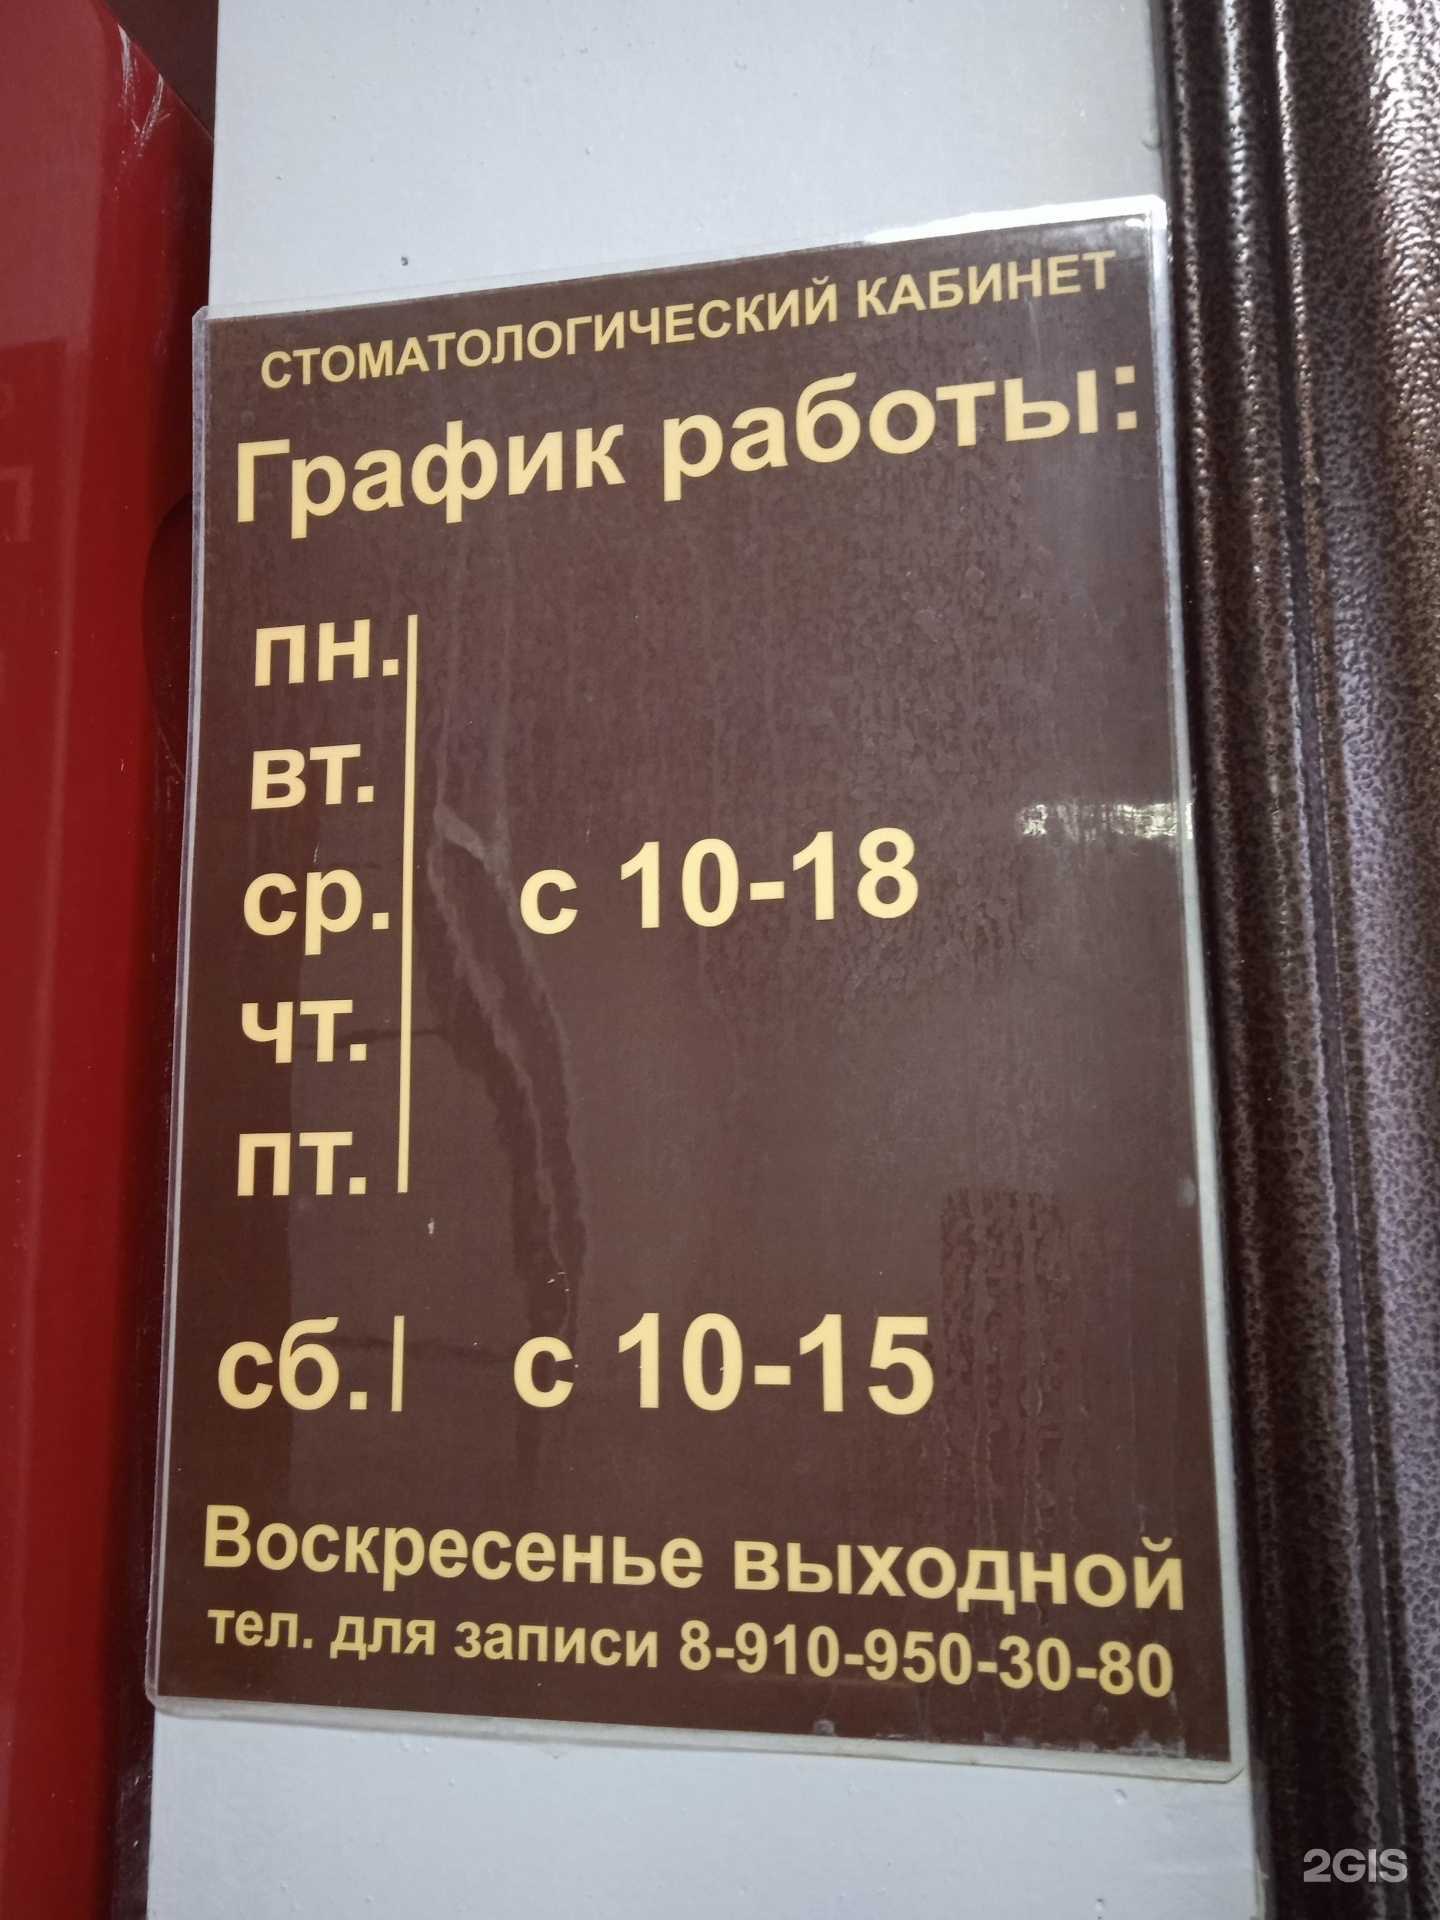 СТОМАТОЛОГИЧЕСКИЙ КАБИНЕТ
График работы:
пн.
вт.
ср. с 10-18
чт.
пт.
сб. с 10-15
Воскресенье выходной
тел. для записи 8-910-950-30-80
2GIS